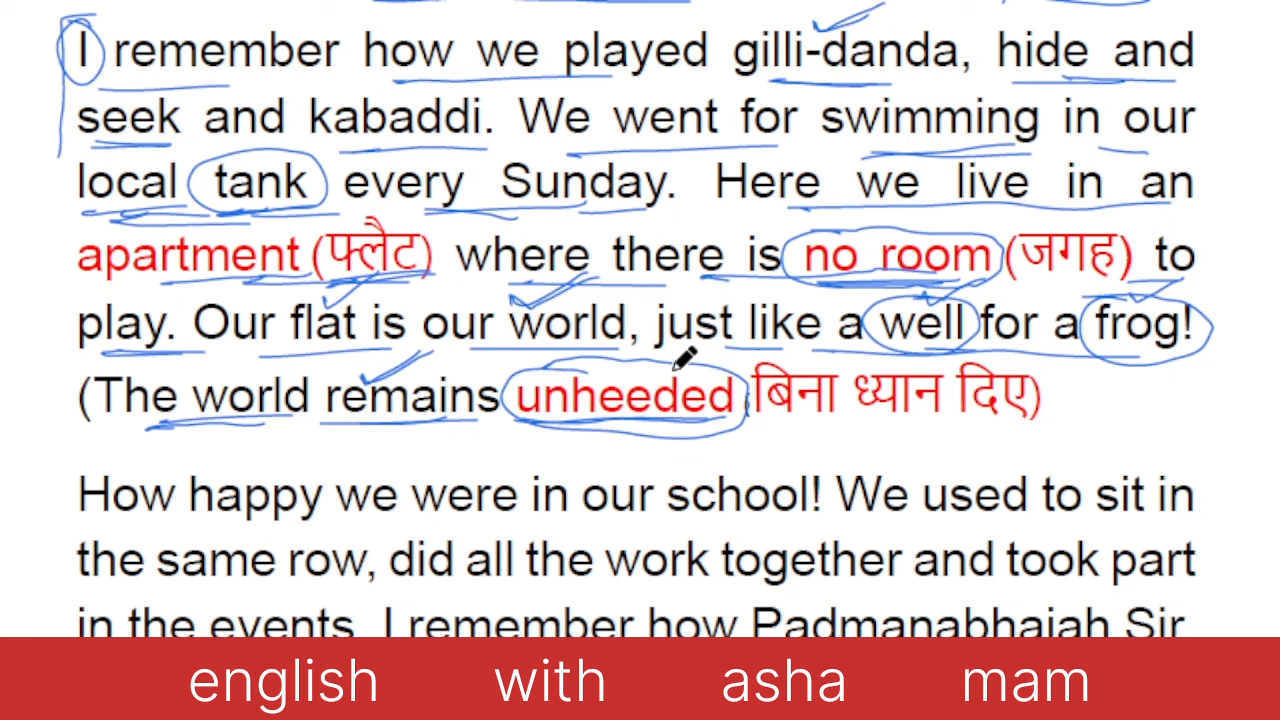 I remember how we played gilli-danda, hide and
seek and kabaddi. We went for swimming in our
local tank every Sunday. Here we live in an
apartment (फ्लैट) where there is no room (जगह) to
play. Our flat is our world, just like a well for a frog!
(The world remains unheeded (बिना ध्यान दिए)
How happy we were in our school! We used to sit in
the same row, did all the work together and took part
in the events. I remember how Padmanabhaiah Sir
english with asha mam